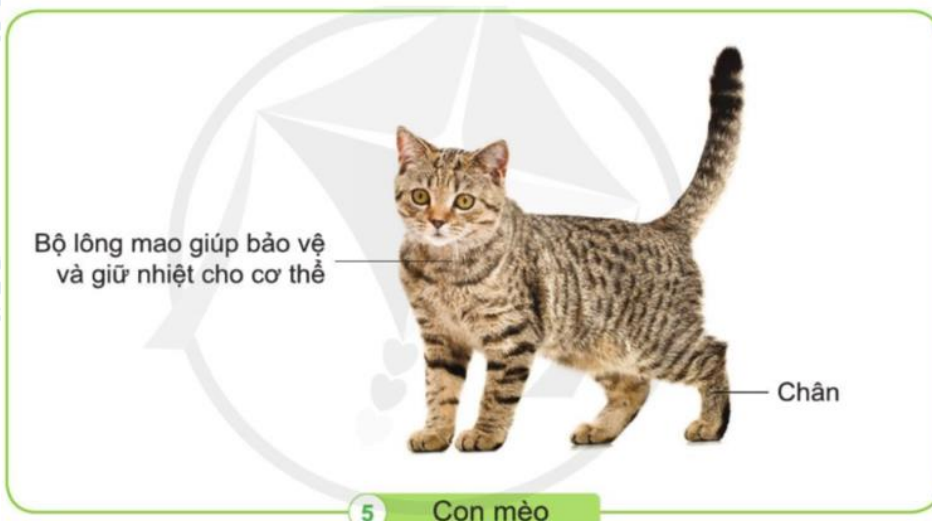 Bộ lông mao giúp bảo vệ
và giữ nhiệt cho cơ thể
Chân
5 Con mèo